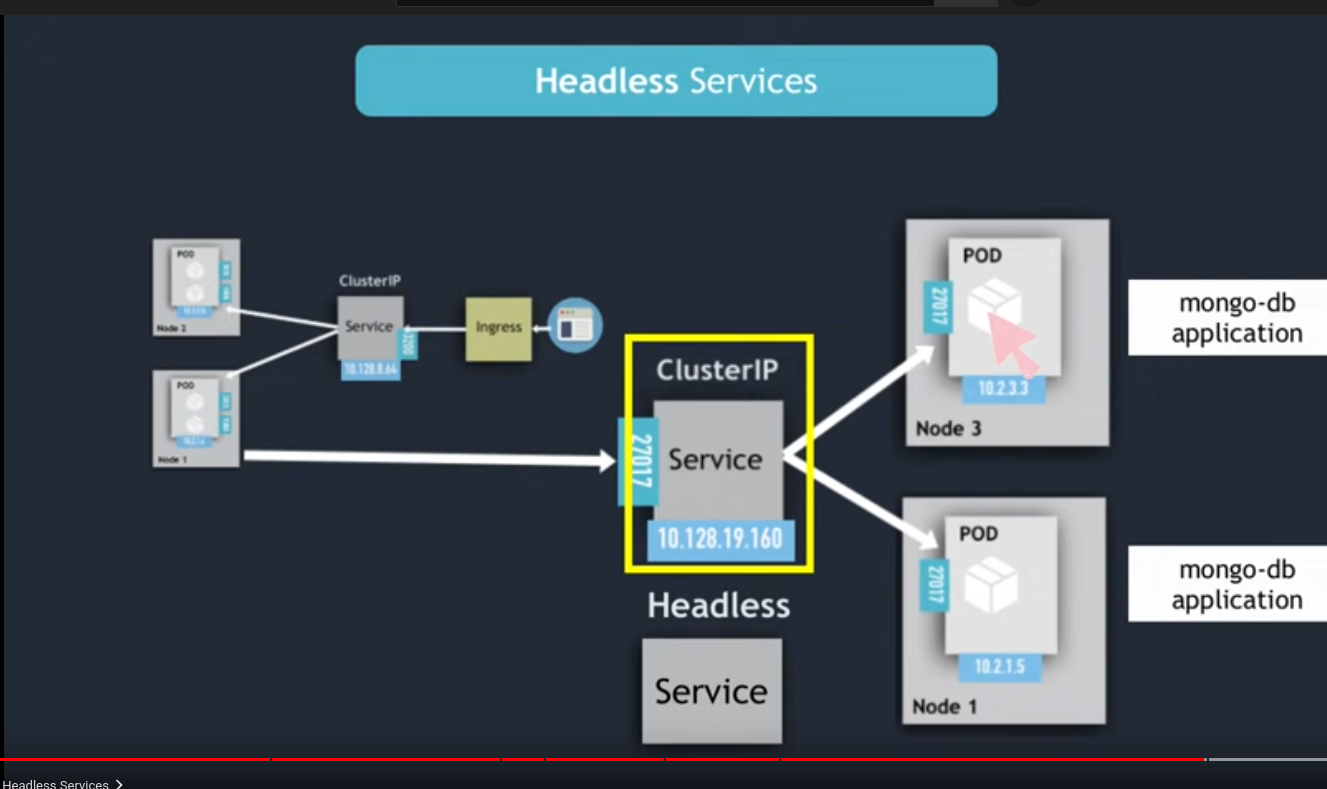 Headless Services
POD
Node 2
POD
Node 1
ClusterIP
Service
3200
10.128.8.64
Ingress
ClusterIP
27017
Service
10.128.19.160
Headless
Service
POD
27017
10.2.3.3
Node 3
mongo-db
application
POD
27017
10.2.1.5
Node 1
mongo-db
application
Headless Services